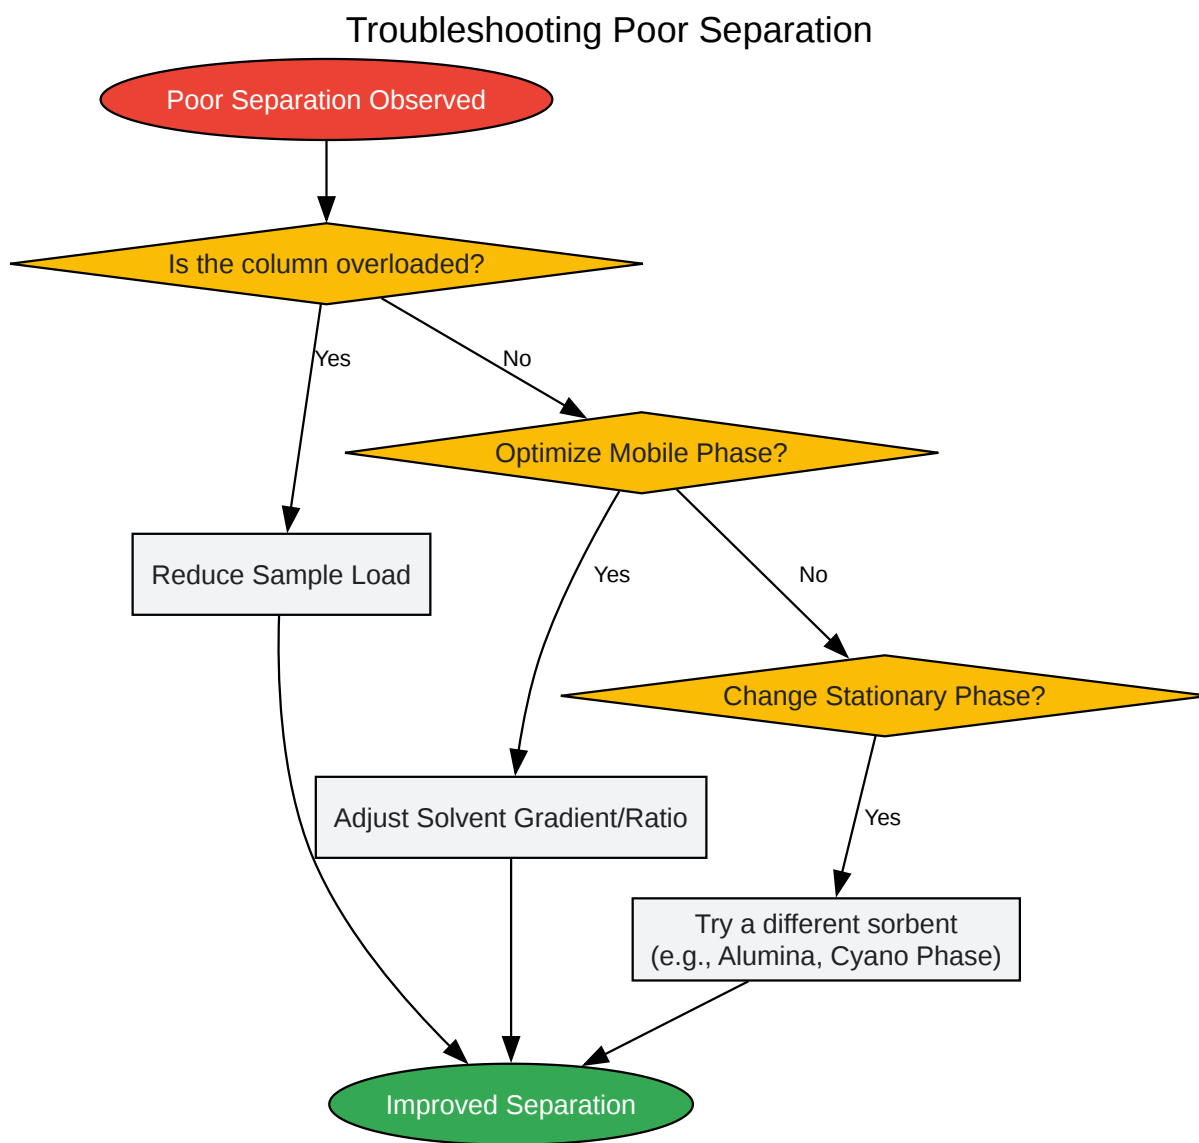 Troubleshooting Poor Separation
Poor Separation Observed
Is the column overloaded?
Yes
No
Optimize Mobile Phase?
Reduce Sample Load
Yes
No
Change Stationary Phase?
Adjust Solvent Gradient/Ratio
Yes
Try a different sorbent
(e.g., Alumina, Cyano Phase)
Improved Separation